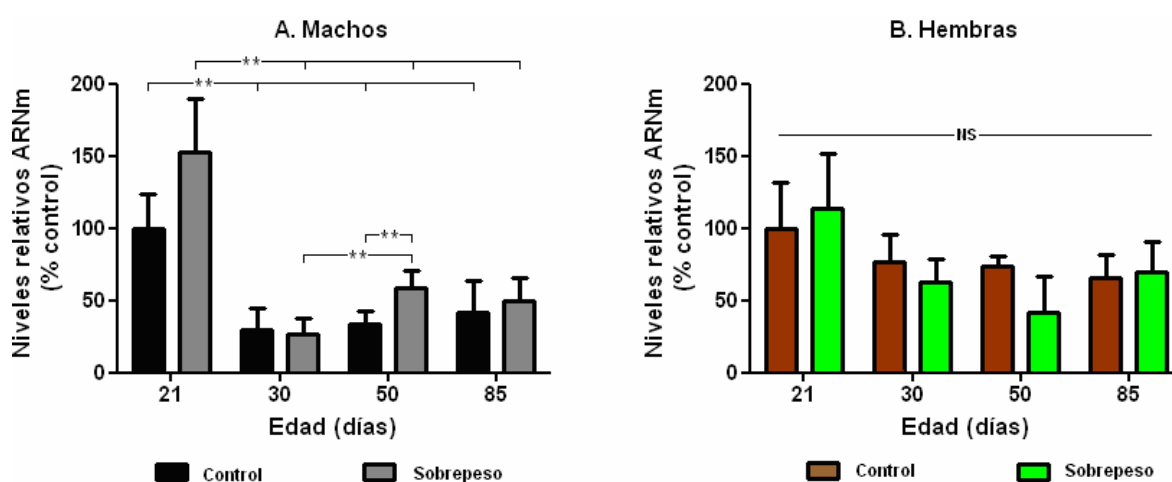 A. Machos
Niveles relativos ARNm
(% control)
200
150
100
50
0
**
**
**
**
21 30 50 85
Edad (días)
Control Sobrepeso
B. Hembras
Niveles relativos ARNm
(% control)
200
150
100
50
0
NS
21 30 50 85
Edad (días)
Control Sobrepeso